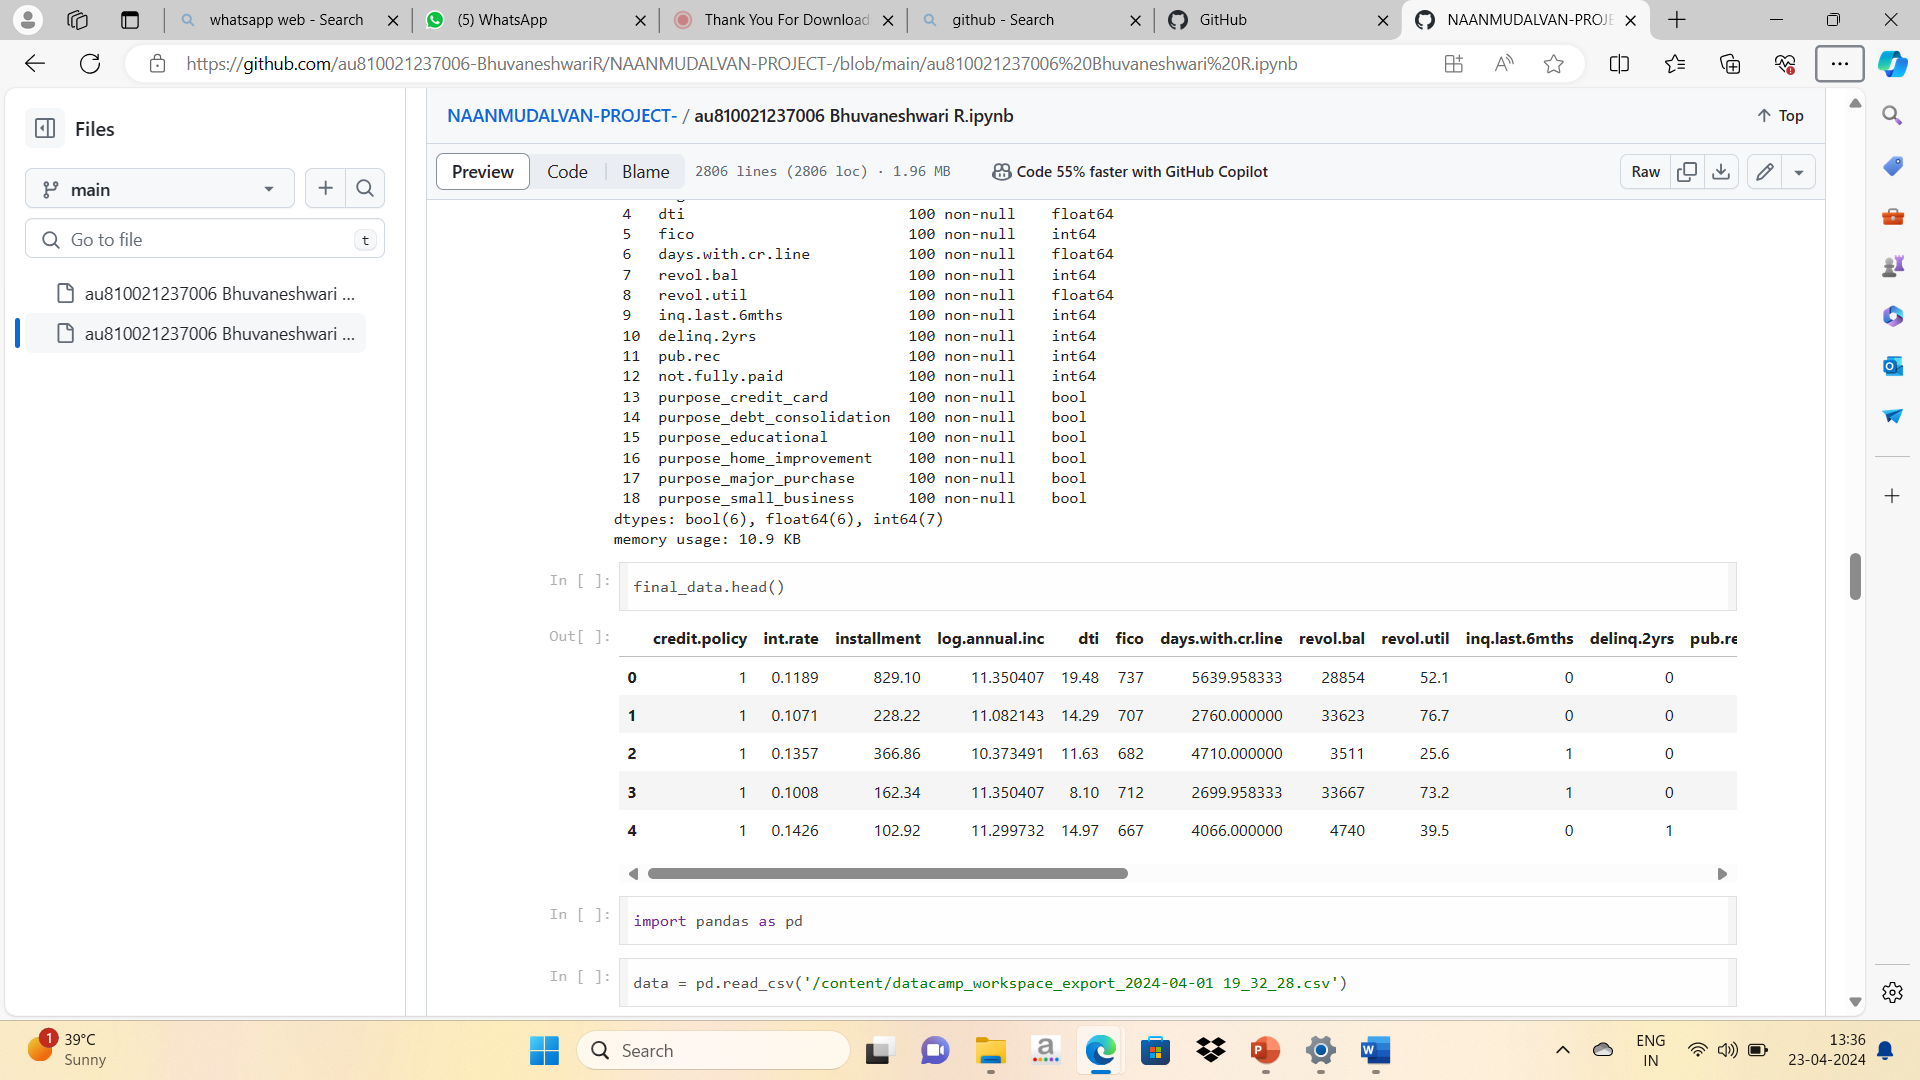 whatsapp web - Search
(5) WhatsApp
Thank You For Download
github - Search
GitHub
NAANMUDALVAN-PROJE
https://github.com/au810021237006-BhuvaneshwariR/NAANMUDALVAN-PROJECT-/blob/main/au810021237006%20Bhuvaneshwari%20R.ipynb
Files
NAANMUDALVAN-PROJECT- / au810021237006 Bhuvaneshwari R.ipynb
Top
Preview Code Blame 2806 lines (2806 loc) · 1.96 MB Code 55% faster with GitHub Copilot Raw
main
Go to file t
au810021237006 Bhuvaneshwari ...
au810021237006 Bhuvaneshwari ...
4 dti 100 non-null float64
5 fico 100 non-null int64
6 days.with.cr.line 100 non-null float64
7 revol.bal 100 non-null int64
8 revol.util 100 non-null float64
9 inq.last.6mths 100 non-null int64
10 delinq.2yrs 100 non-null int64
11 pub.rec 100 non-null int64
12 not.fully.paid 100 non-null int64
13 purpose_credit_card 100 non-null bool
14 purpose_debt_consolidation 100 non-null bool
15 purpose_educational 100 non-null bool
16 purpose_home_improvement 100 non-null bool
17 purpose_major_purchase 100 non-null bool
18 purpose_small_business 100 non-null bool
dtypes: bool(6), float64(6), int64(7)
memory usage: 10.9 KB
In [ ]: final_data.head()
Out[ ]: credit.policy int.rate installment log.annual.inc dti fico days.with.cr.line revol.bal revol.util inq.last.6mths delinq.2yrs pub.re
0 1 0.1189 829.10 11.350407 19.48 737 5639.958333 28854 52.1 0 0
1 1 0.1071 228.22 11.082143 14.29 707 2760.000000 33623 76.7 0 0
2 1 0.1357 366.86 10.373491 11.63 682 4710.000000 3511 25.6 1 0
3 1 0.1008 162.34 11.350407 8.10 712 2699.958333 33667 73.2 1 0
4 1 0.1426 102.92 11.299732 14.97 667 4066.000000 4740 39.5 0 1
In [ ]: import pandas as pd
In [ ]: data = pd.read_csv('/content/datacamp_workspace_export_2024-04-01 19_32_28.csv')
1
39°C
Sunny
Search
ENG
IN
13:36
23-04-2024